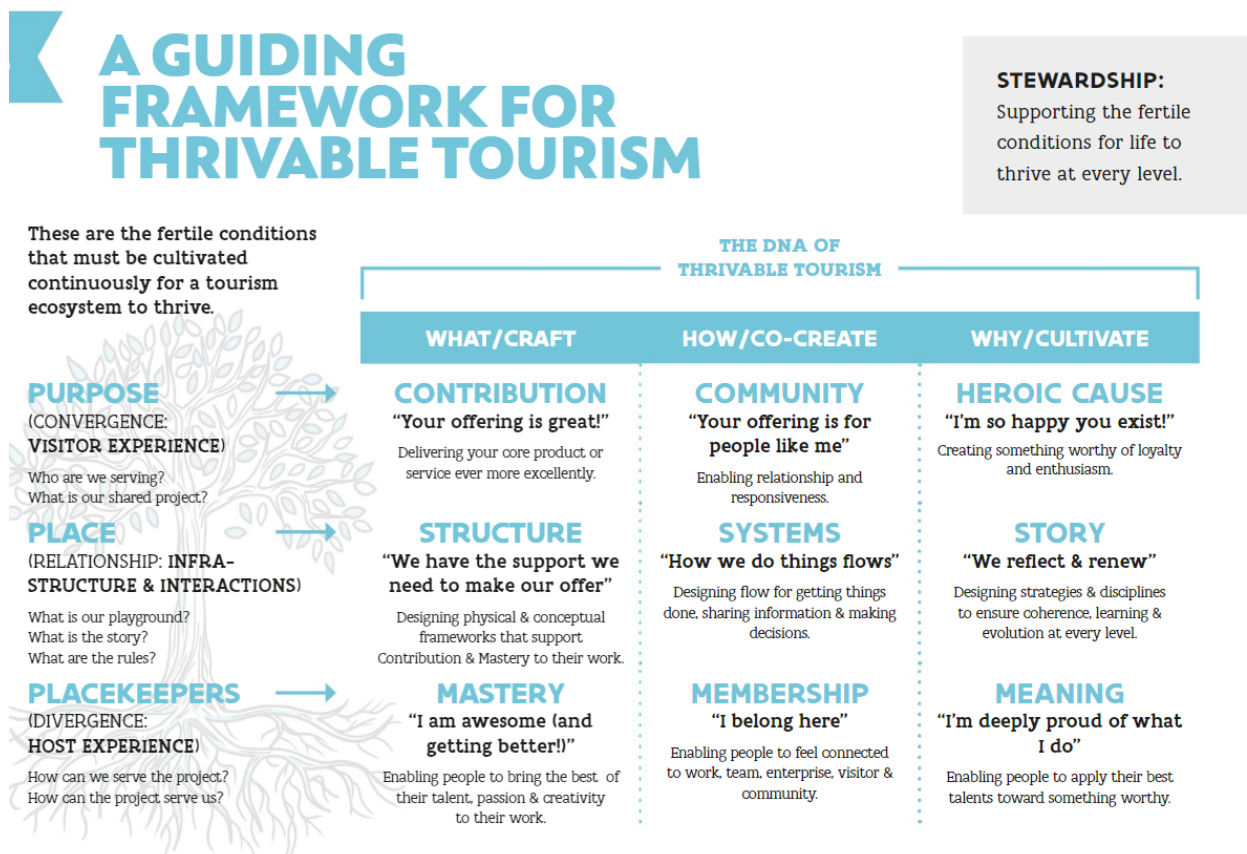 A GUIDING
FRAMEWORK FOR
THRIVABLE TOURISM
STEWARDSHIP:
Supporting the fertile
conditions for life to
thrive at every level.
These are the fertile conditions
that must be cultivated
continuously for a tourism
ecosystem to thrive.
THE DNA OF
THRIVABLE TOURISM
WHAT/CRAFT
HOW/CO-CREATE
WHY/CULTIVATE
PURPOSE
(CONVERGENCE:
VISITOR EXPERIENCE)
Who are we serving?
What is our shared project?
CONTRIBUTION
“Your offering is great!”
Delivering your core product or
service ever more excellently.
COMMUNITY
“Your offering is for
people like me”
Enabling relationship and
responsiveness.
HEROIC CAUSE
“I’m so happy you exist!”
Creating something worthy of loyalty
and enthusiasm.
PLACE
(RELATIONSHIP: INFRA-
STRUCTURE & INTERACTIONS)
What is our playground?
What is the story?
What are the rules?
STRUCTURE
“We have the support we
need to make our offer”
Designing physical & conceptual
frameworks that support
Contribution & Mastery to their work.
SYSTEMS
“How we do things flows”
Designing flow for getting things
done, sharing information & making
decisions.
STORY
“We reflect & renew”
Designing strategies & disciplines
to ensure coherence, learning &
evolution at every level.
PLACEKEEPERS
(DIVERGENCE:
HOST EXPERIENCE)
How can we serve the project?
How can the project serve us?
MASTERY
“I am awesome (and
getting better!)”
Enabling people to bring the best of
their talent, passion & creativity
to their work.
MEMBERSHIP
“I belong here”
Enabling people to feel connected
to work, team, enterprise, visitor &
community.
MEANING
“I’m deeply proud of what
I do”
Enabling people to apply their best
talents toward something worthy.